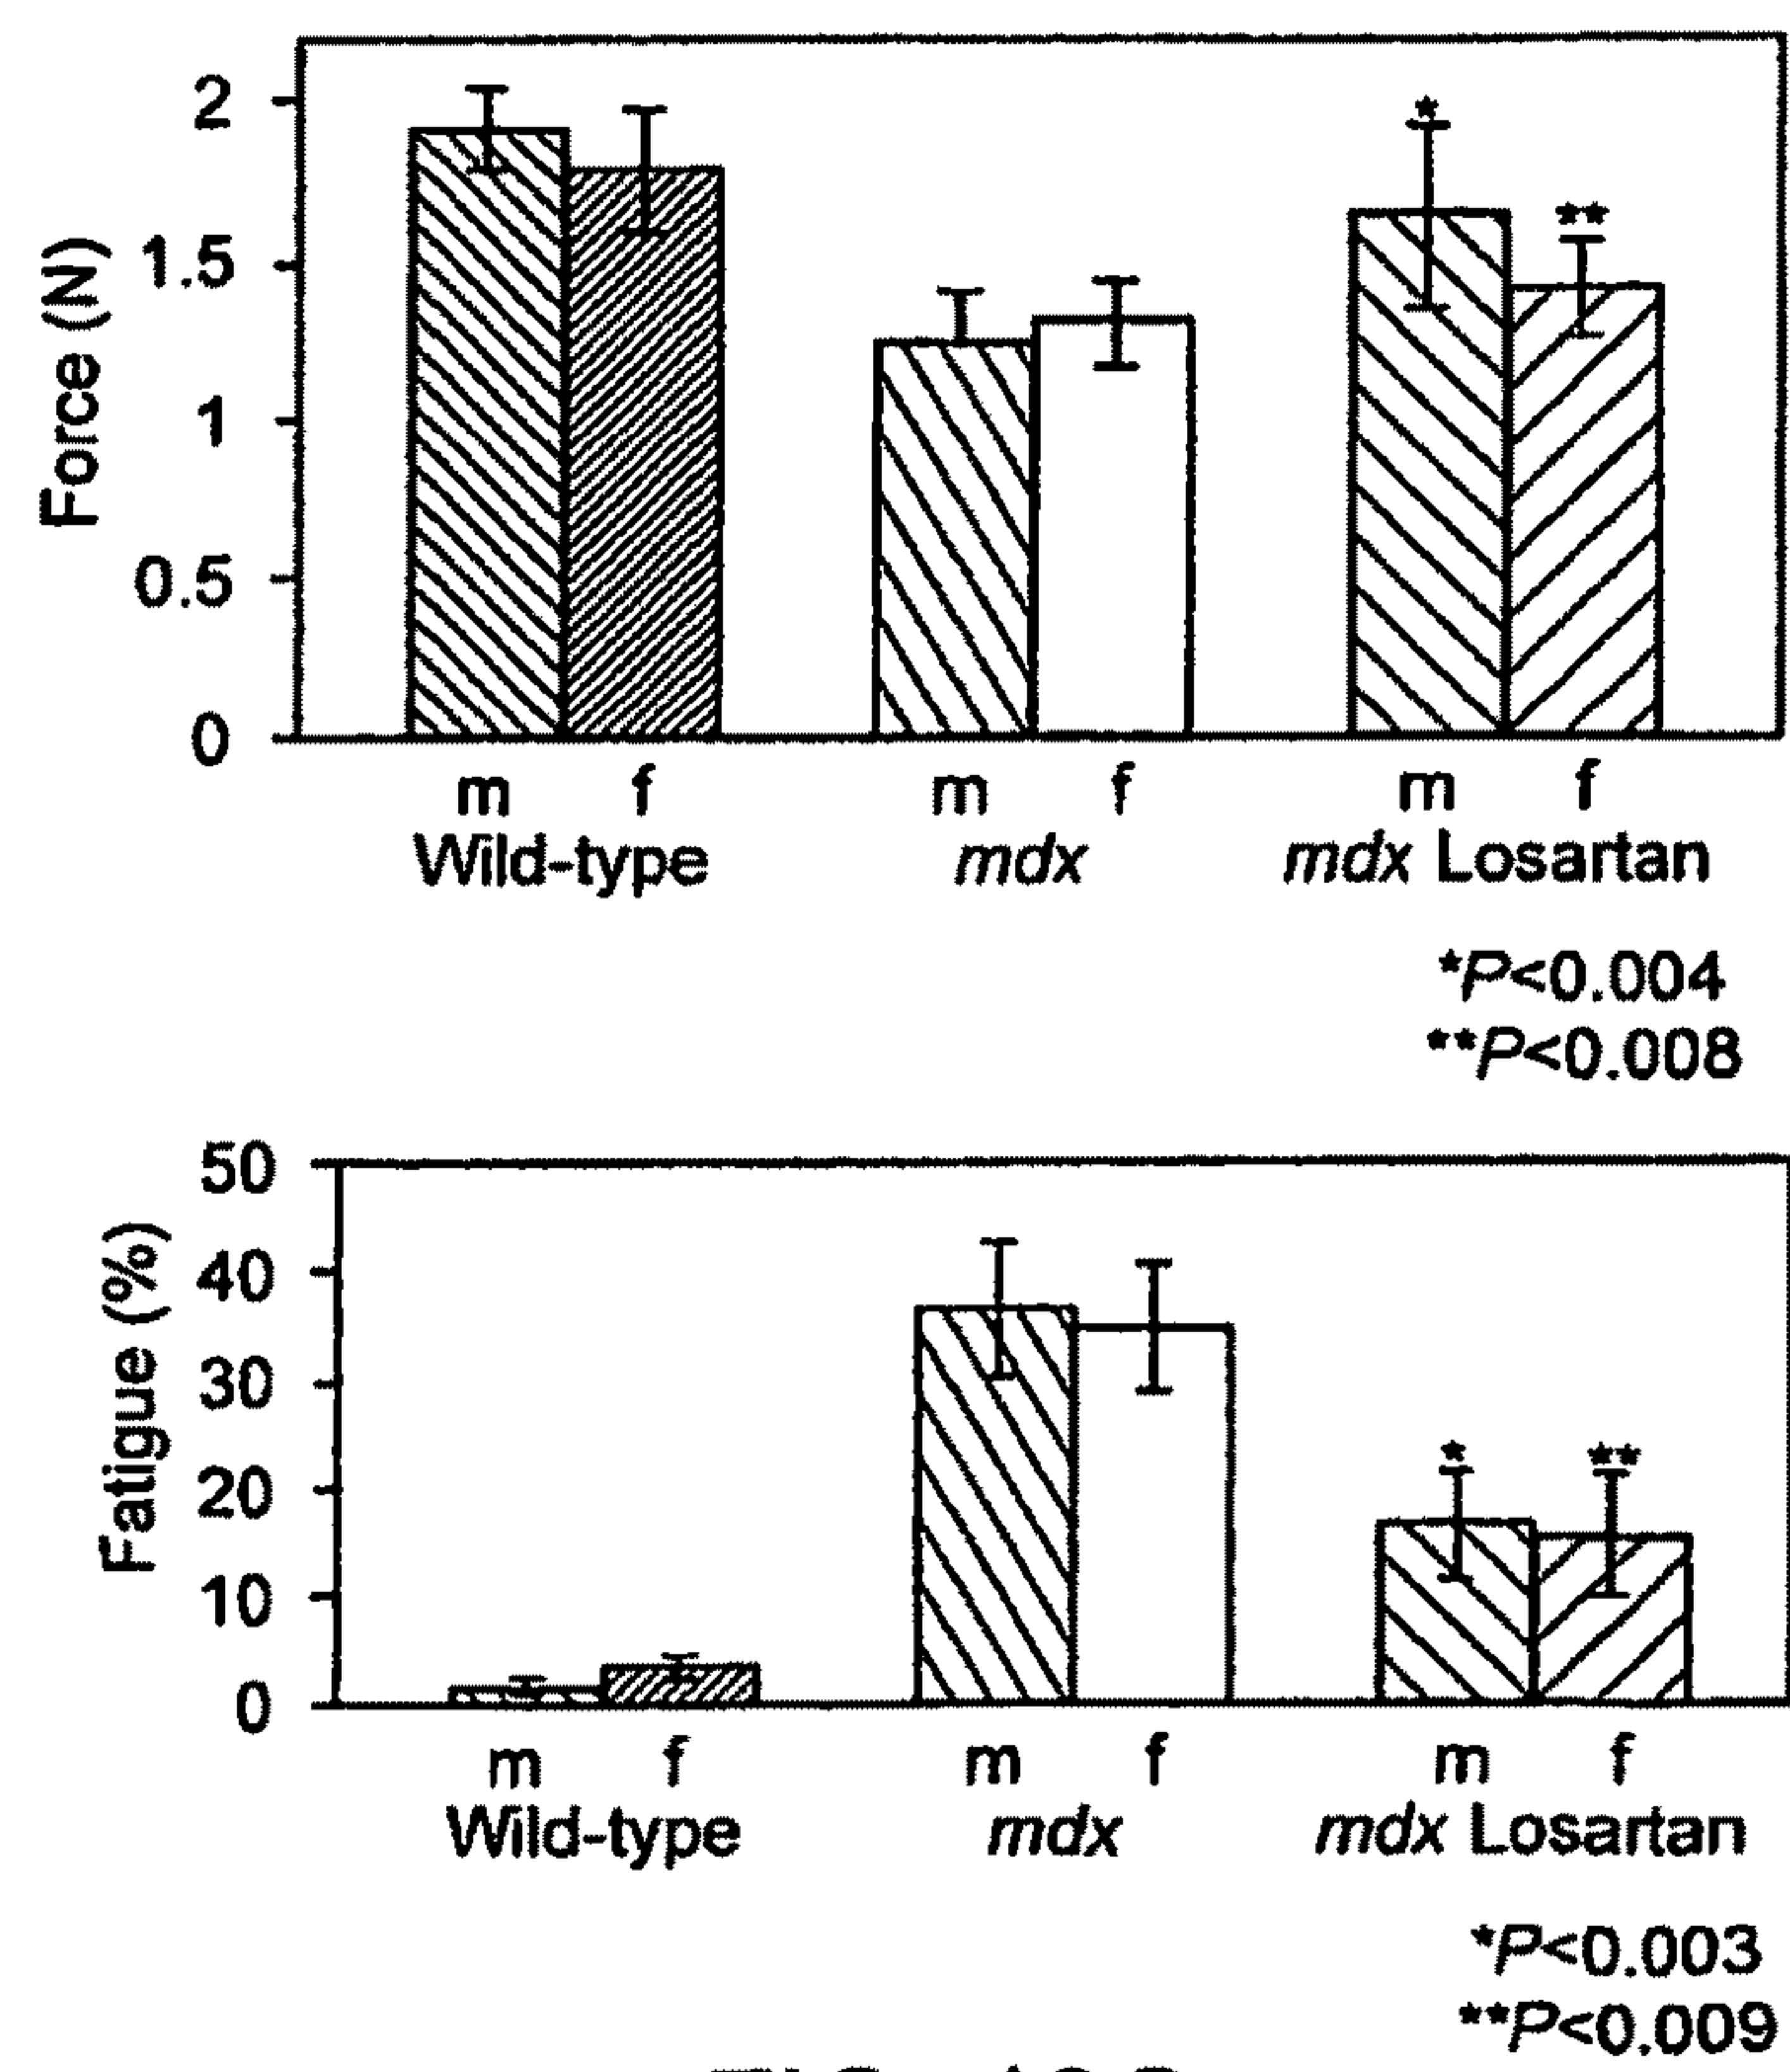 Force (N)
2
1.5
1
0.5
0
* **
m f m f m f
Wild-type mdx mdx Losartan
*P<0.004
**P<0.008
Fatigue (%)
50
40
30
20
10
0
* **
m f m f m f
Wild-type mdx mdx Losartan
*P<0.003
**P<0.009